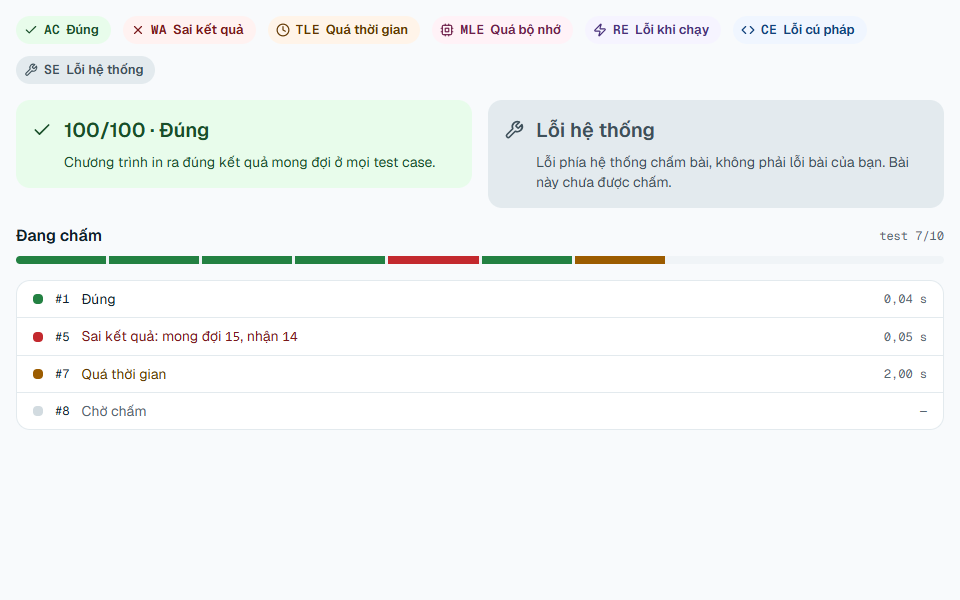 AC Đúng WA Sai kết quả TLE Quá thời gian MLE Quá bộ nhớ RE Lỗi khi chạy CE Lỗi cú pháp
SE Lỗi hệ thống
100/100 · Đúng
Chương trình in ra đúng kết quả mong đợi ở mọi test case.
Lỗi hệ thống
Lỗi phía hệ thống chấm bài, không phải lỗi bài của bạn. Bài
này chưa được chấm.
Đang chấm test 7/10
#1 Đúng 0,04 s
#5 Sai kết quả: mong đợi 15, nhận 14 0,05 s
#7 Quá thời gian 2,00 s
#8 Chờ chấm –